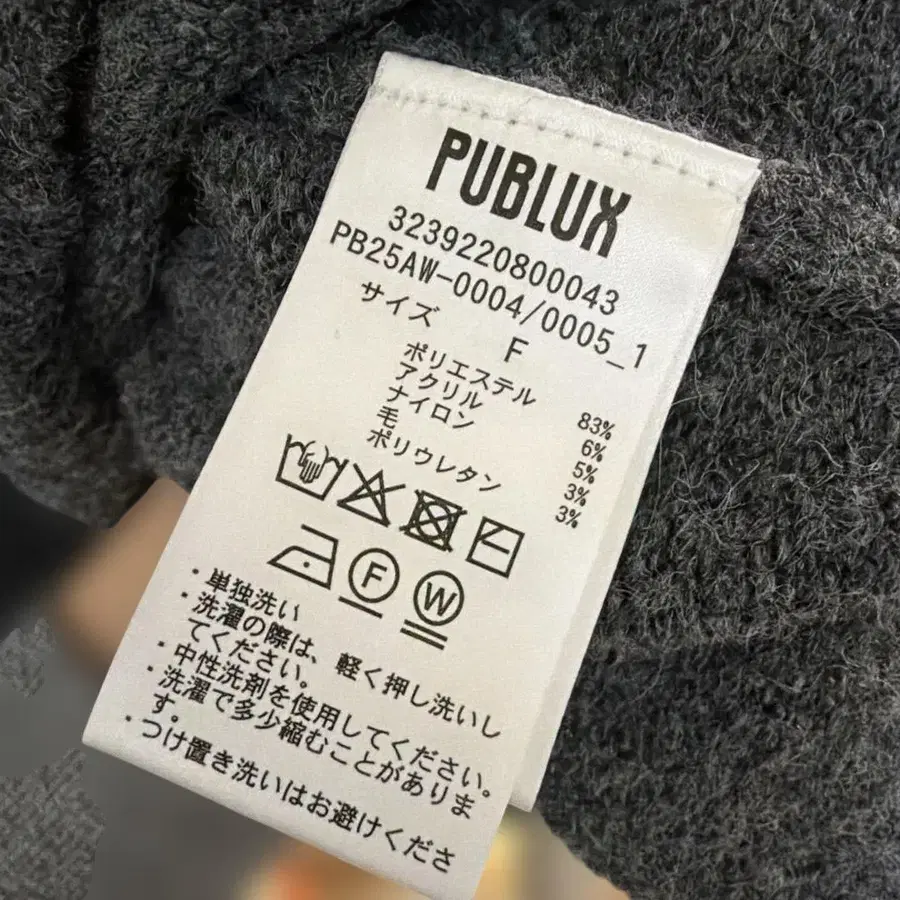 PUBLUX
3239220800043
PB25AW-0004/0005_1
サイズ F
ポリエステル 83%
アクリル 6%
ナイロン 5%
毛 3%
ポリウレタン 3%
F W
・単独洗い
・洗濯の際は、軽く押し洗いし
てください。
・中性洗剤を使用してください。
・洗濯で多少縮むことがありま
す。
・つけ置き洗いはお避けくださ